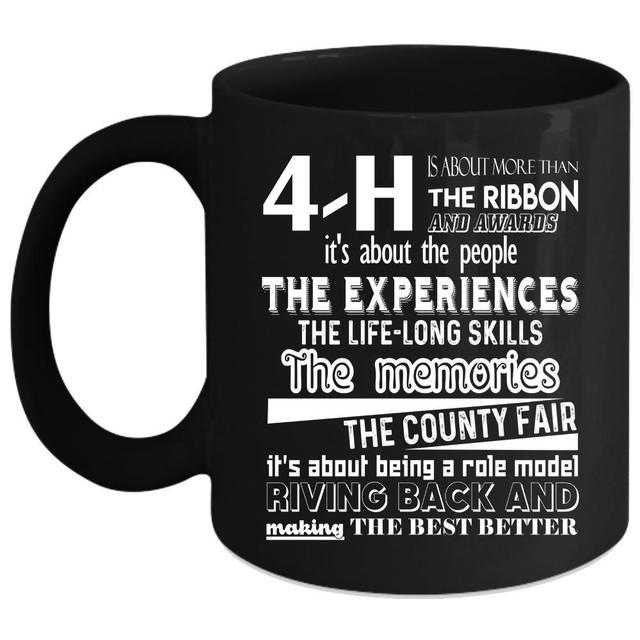 4-H IS ABOUT MORE THAN
THE RIBBON
AND AWARDS
it's about the people
THE EXPERIENCES
THE LIFE-LONG SKILLS
The memories
THE COUNTY FAIR
it's about being a role model
RIVING BACK AND
making THE BEST BETTER